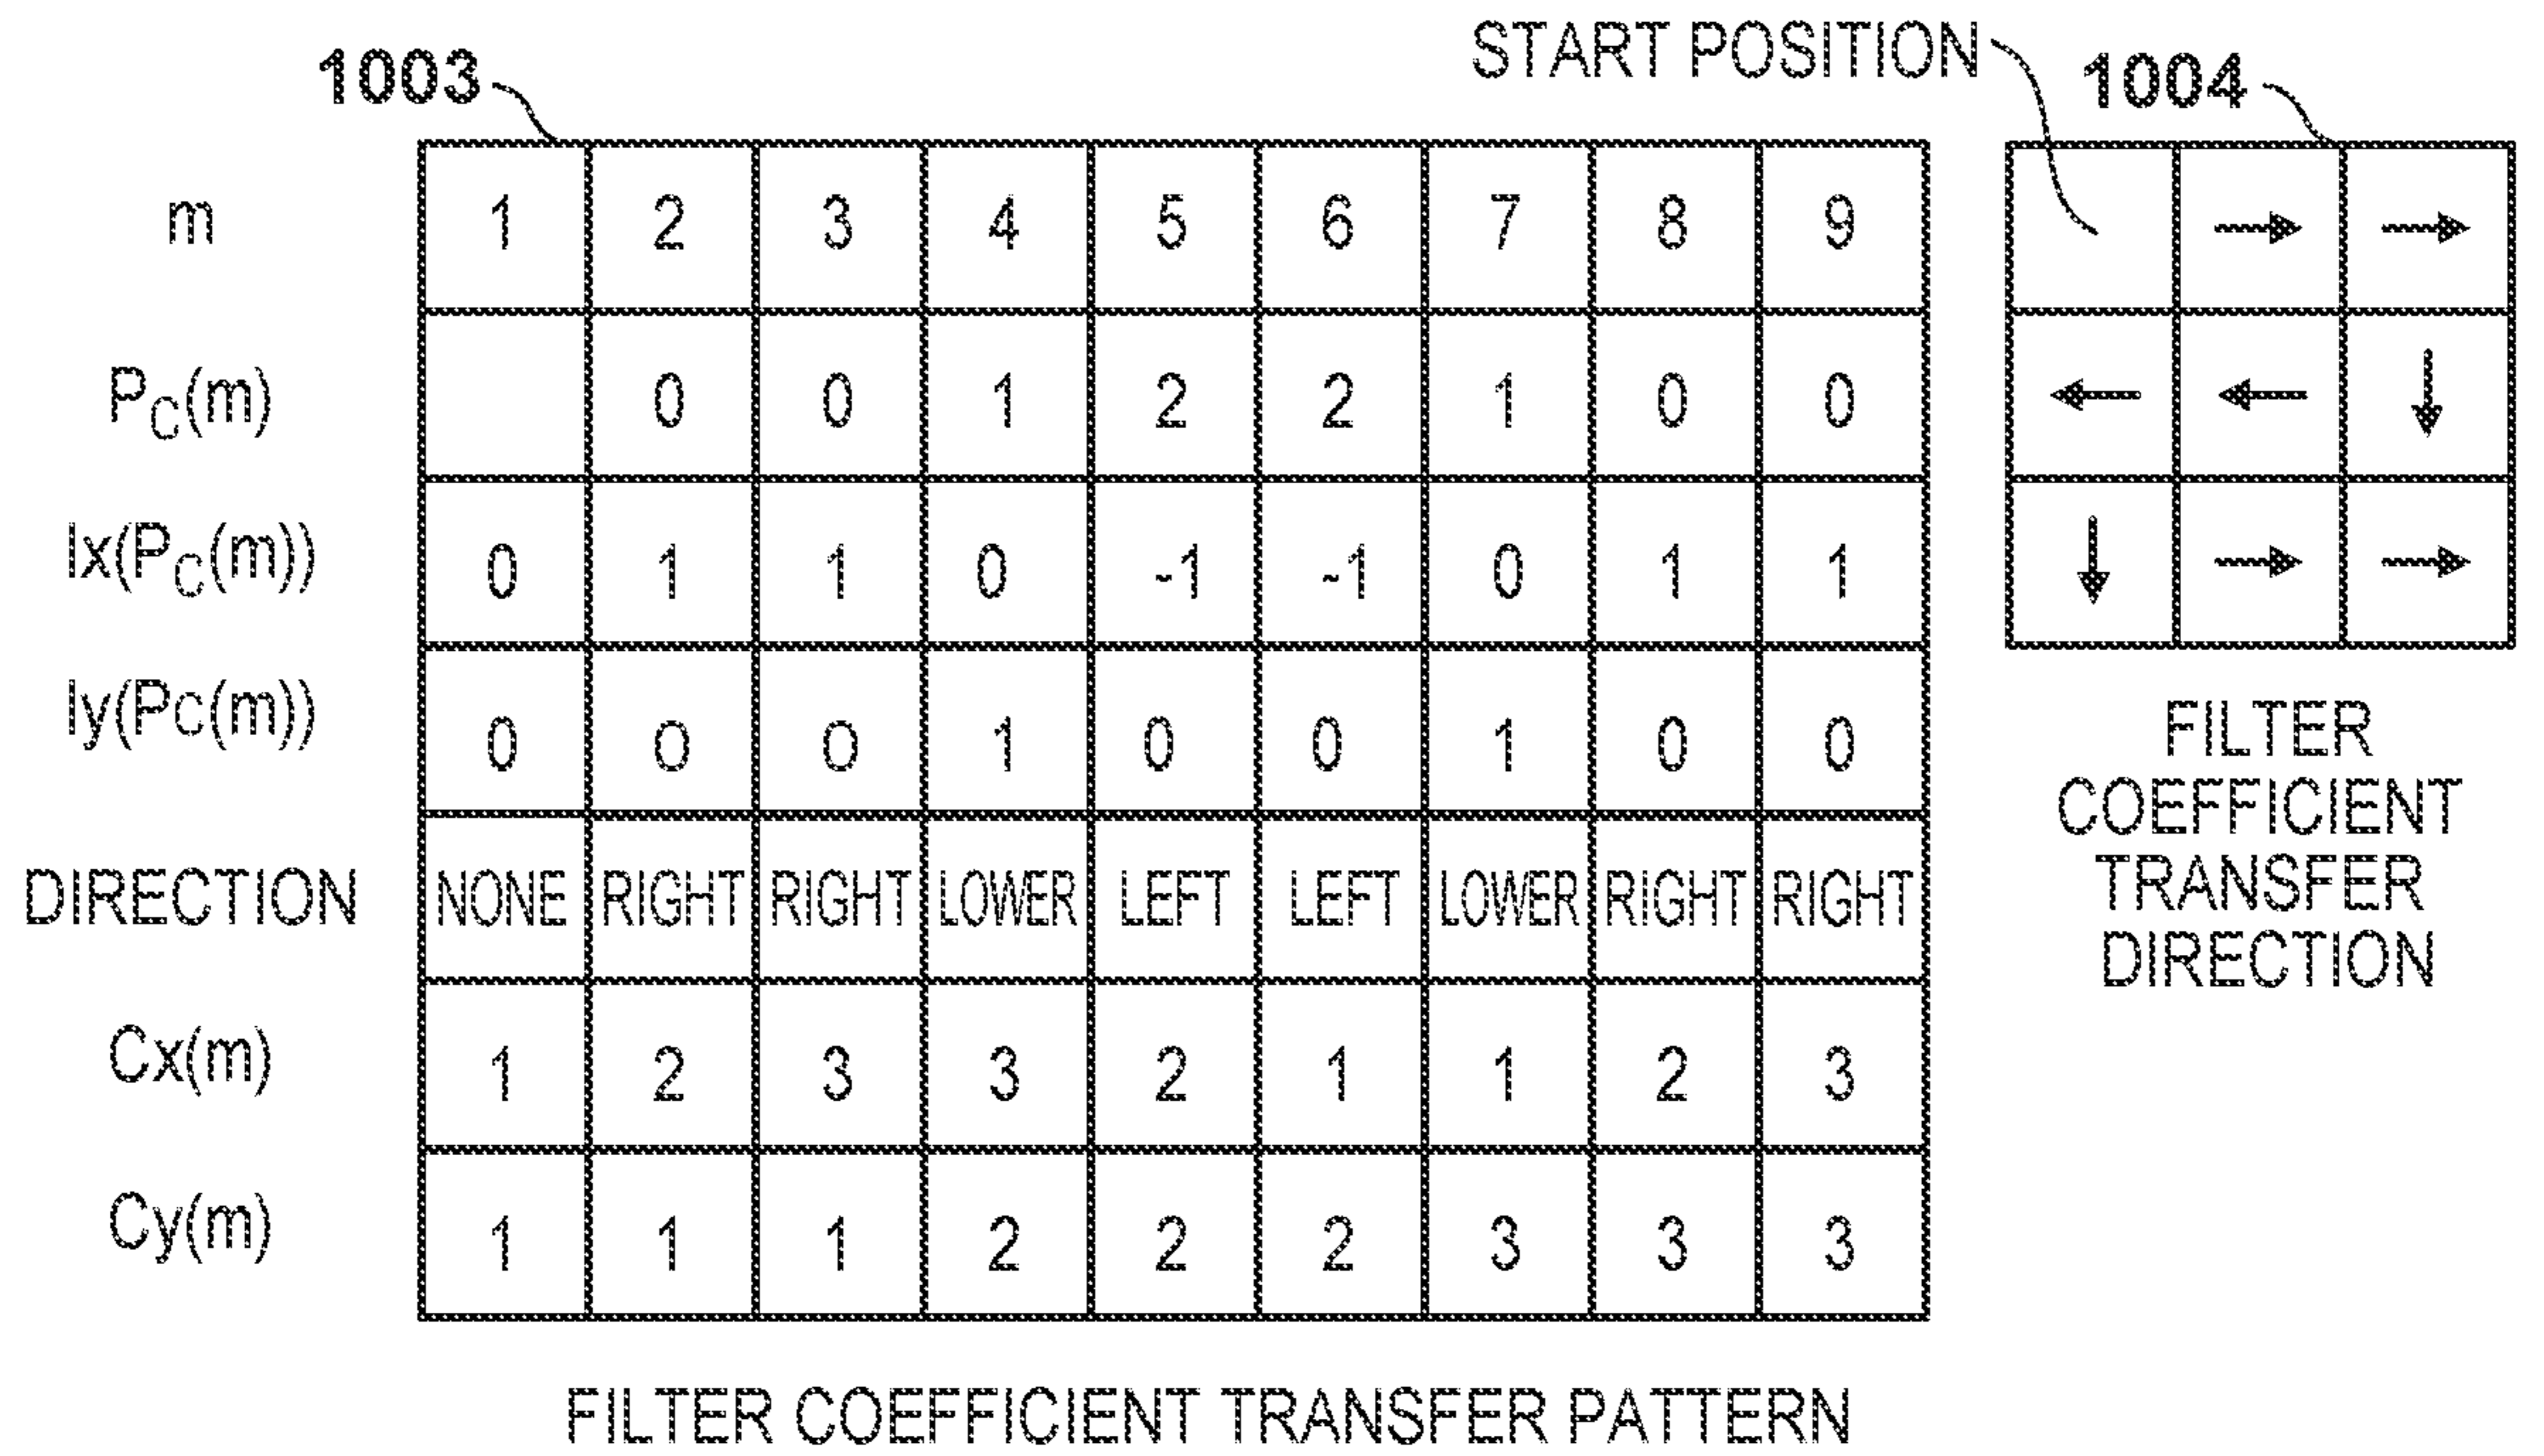 START POSITION
1003
1004
m 1 2 3 4 5 6 7 8 9
PC(m) 0 0 1 2 2 1 0 0
Ix(PC(m)) 0 1 1 0 -1 -1 0 1 1
Iy(PC(m)) 0 0 0 1 0 0 1 0 0
DIRECTION NONE RIGHT RIGHT LOWER LEFT LEFT LOWER RIGHT RIGHT
Cx(m) 1 2 3 3 2 1 1 2 3
Cy(m) 1 1 1 2 2 2 3 3 3
FILTER
COEFFICIENT
TRANSFER
DIRECTION
FILTER COEFFICIENT TRANSFER PATTERN